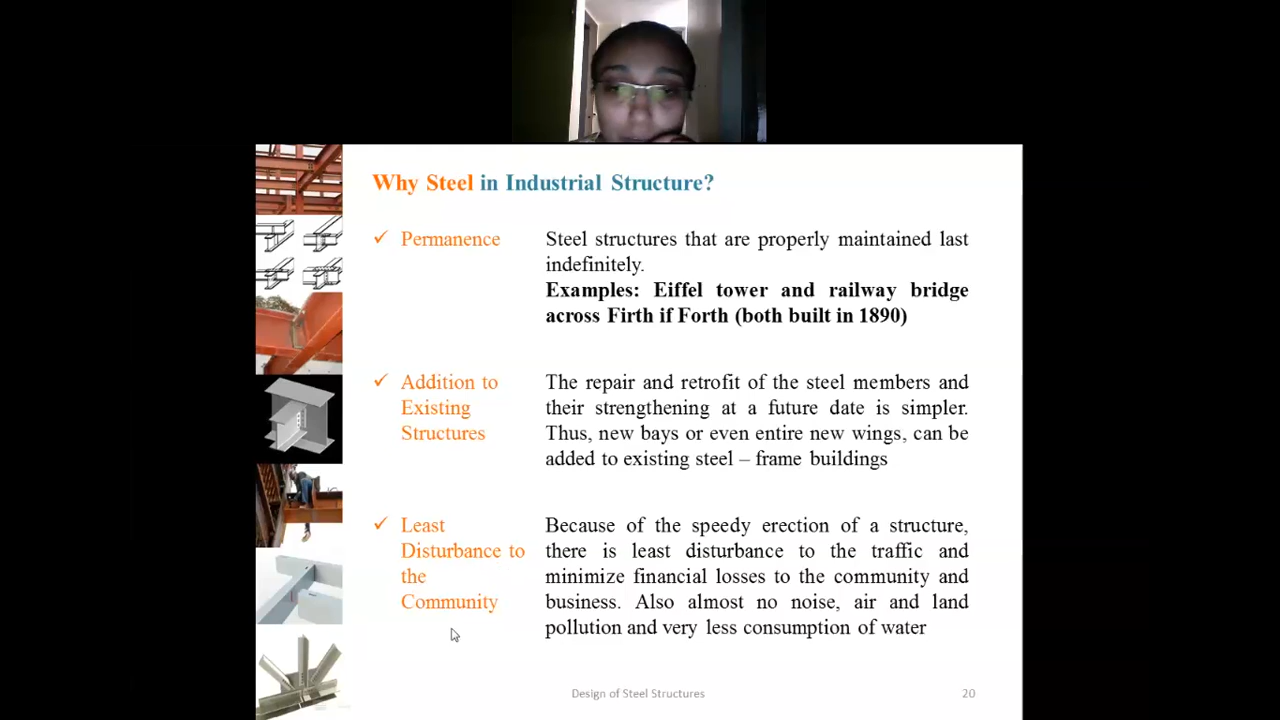 Why Steel in Industrial Structure?
✓ Permanence
Steel structures that are properly maintained last
indefinitely.
Examples: Eiffel tower and railway bridge
across Firth if Forth (both built in 1890)
✓ Addition to
Existing
Structures
The repair and retrofit of the steel members and
their strengthening at a future date is simpler.
Thus, new bays or even entire new wings, can be
added to existing steel – frame buildings
✓ Least
Disturbance to
the
Community
Because of the speedy erection of a structure,
there is least disturbance to the traffic and
minimize financial losses to the community and
business. Also almost no noise, air and land
pollution and very less consumption of water
Design of Steel Structures
20